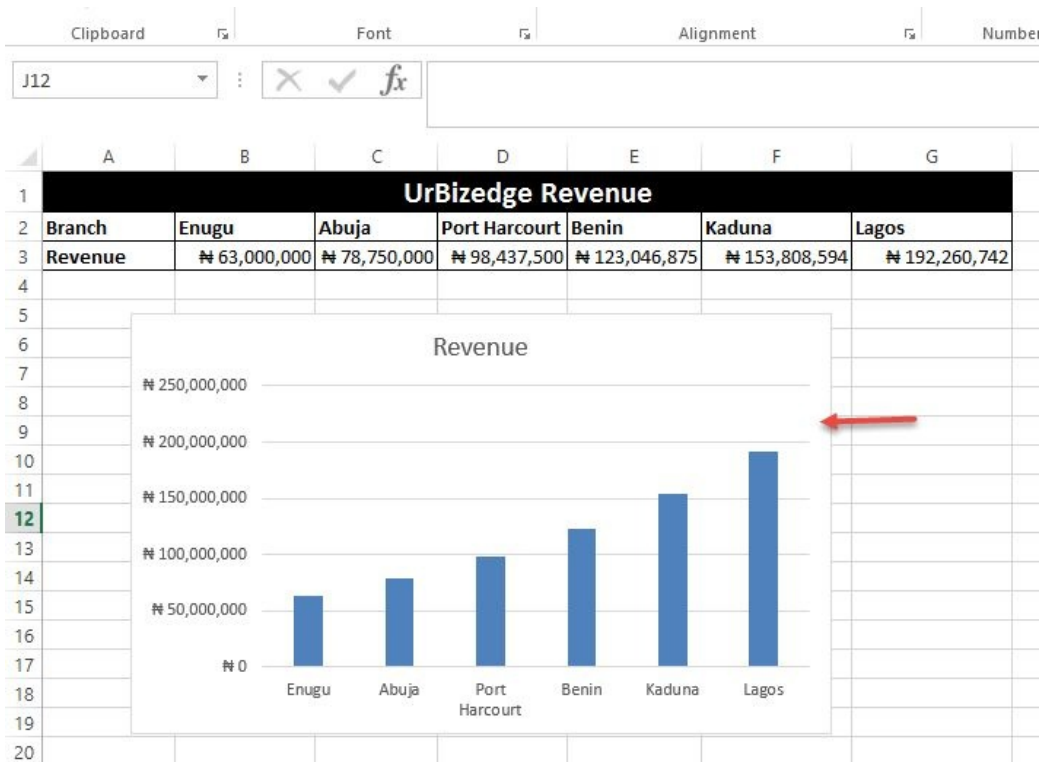 Clipboard Font Alignment Number
J12 fx
A B C D E F G
1 UrBizedge Revenue
2 Branch Enugu Abuja Port Harcourt Benin Kaduna Lagos
3 Revenue ₦ 63,000,000 ₦ 78,750,000 ₦ 98,437,500 ₦ 123,046,875 ₦ 153,808,594 ₦ 192,260,742
4
5
6 Revenue
7
₦ 250,000,000
8
9
₦ 200,000,000
10
11
₦ 150,000,000
12
13
₦ 100,000,000
14
15
₦ 50,000,000
16
17
₦ 0
18 Enugu Abuja Port Benin Kaduna Lagos
Harcourt
19
20